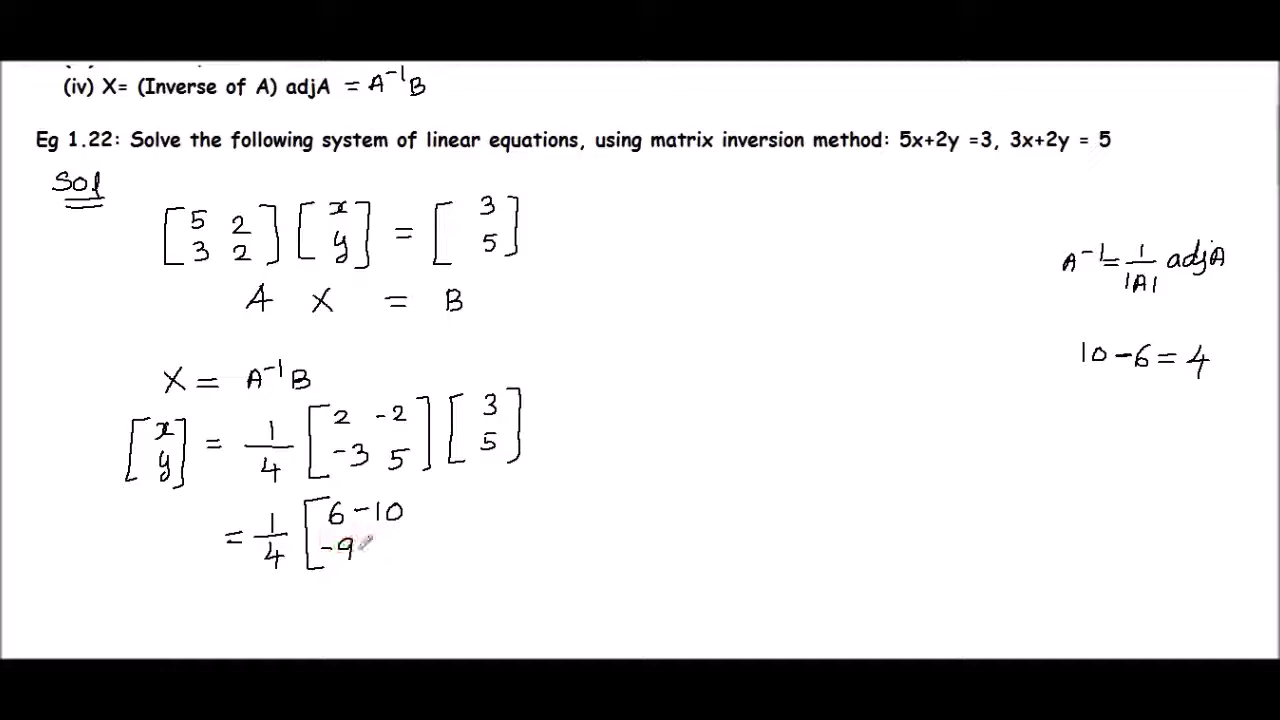 (iv) X= (Inverse of A) adjA = A⁻¹B
Eg 1.22: Solve the following system of linear equations, using matrix inversion method: 5x+2y =3, 3x+2y = 5
Sol
[5 2 [x = [3
3 2] y] 5]
A X = B
A⁻¹ = 1/|A| adjA
10 - 6 = 4
X = A⁻¹B
[x = 1/4 [2 -2 [3
y] -3 5] 5]
= 1/4 [6 - 10
-9